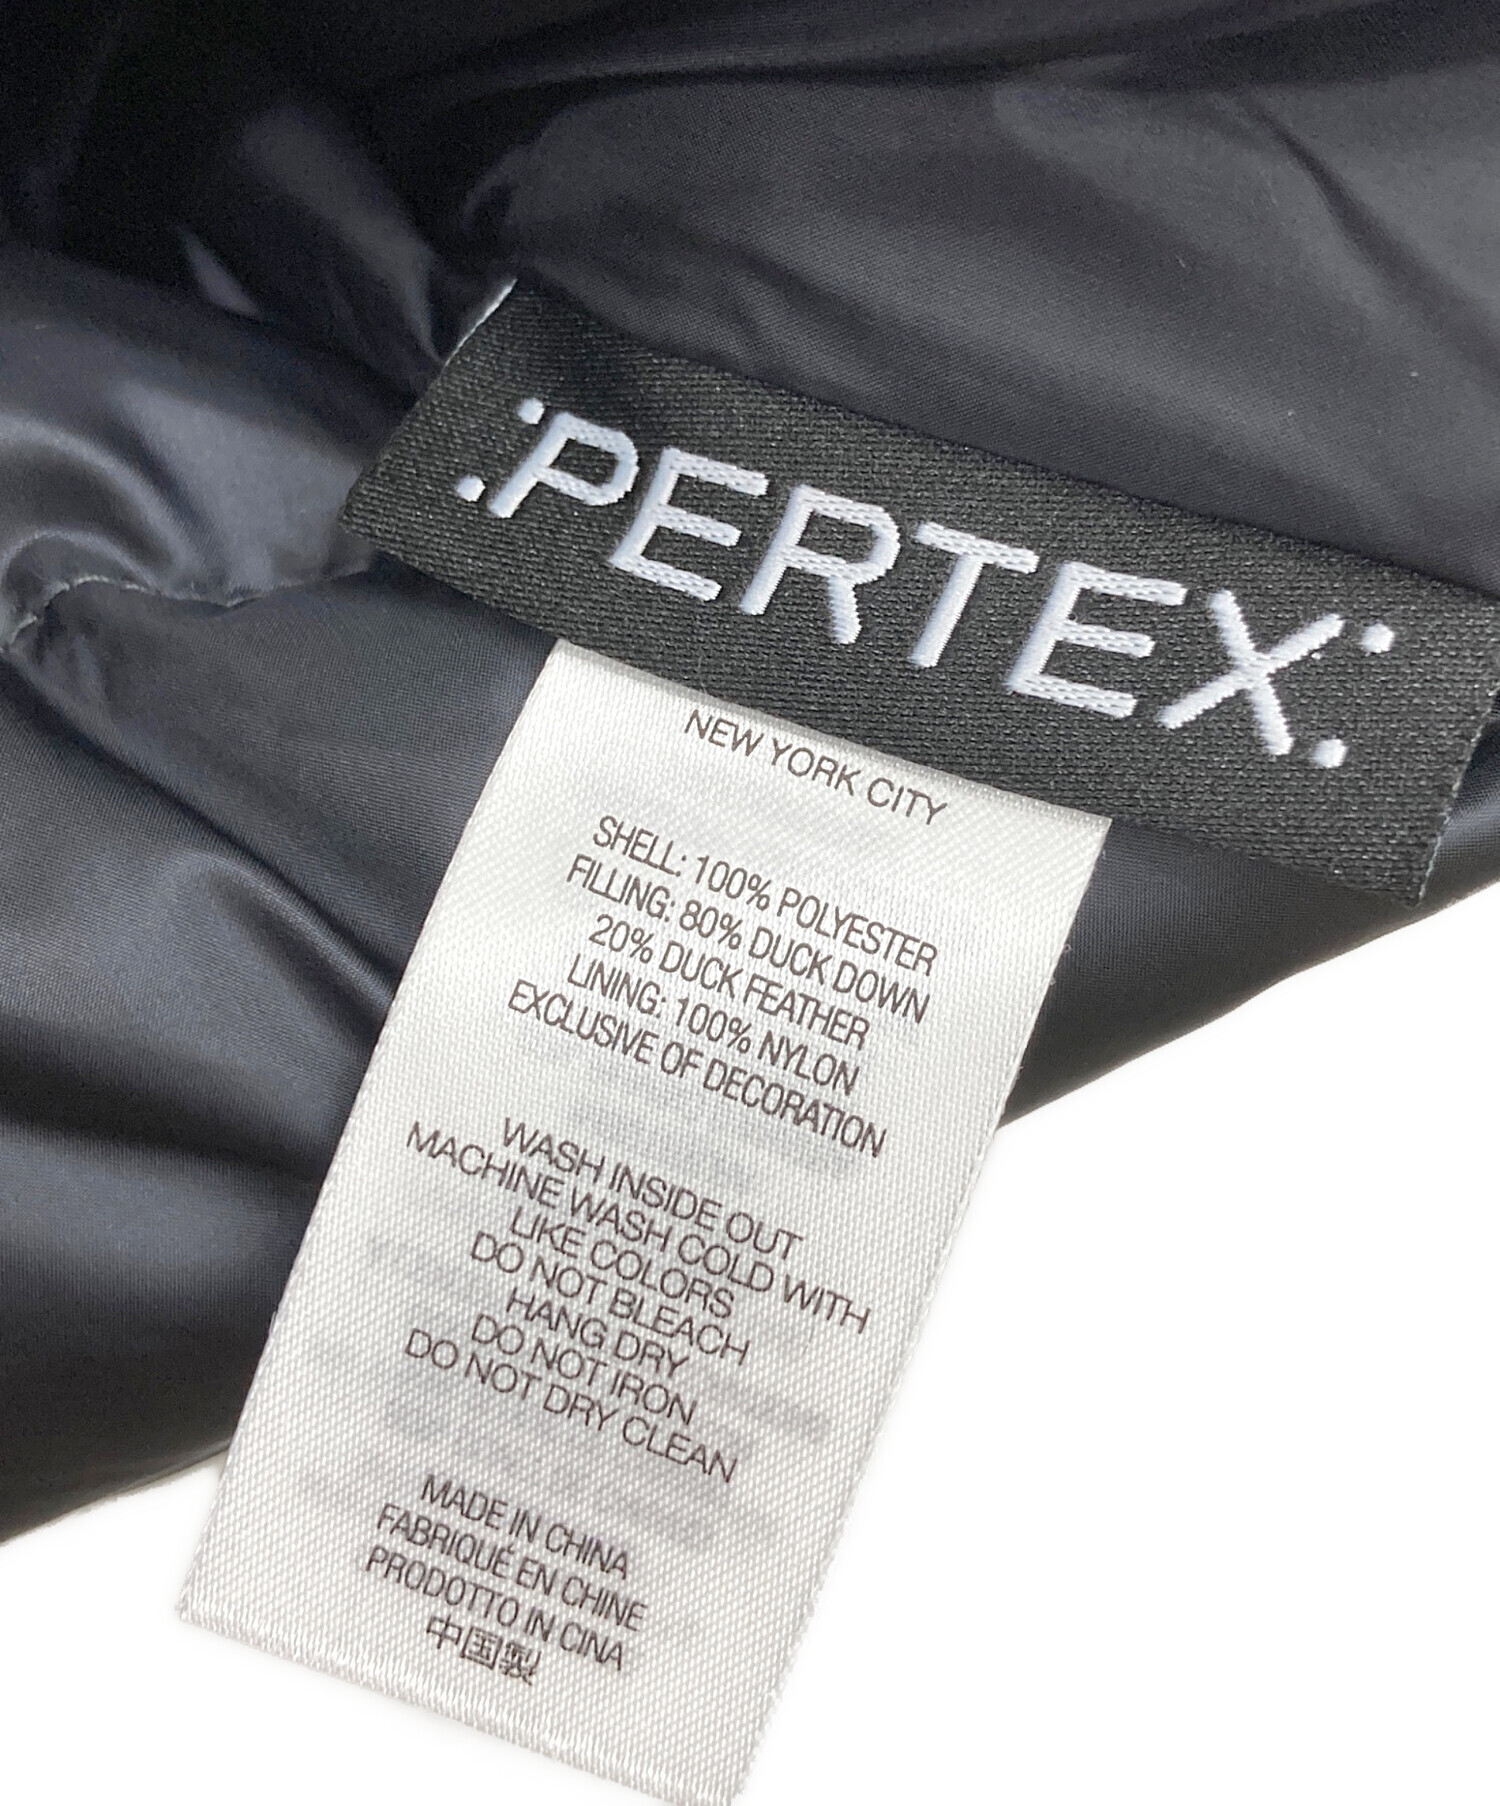 PERTEX
NEW YORK CITY
SHELL: 100% POLYESTER
FILLING: 80% DUCK DOWN
20% DUCK FEATHER
LINING: 100% NYLON
EXCLUSIVE OF DECORATION
WASH INSIDE OUT
MACHINE WASH COLD WITH
LIKE COLORS
DO NOT BLEACH
HANG DRY
DO NOT IRON
DO NOT DRY CLEAN
MADE IN CHINA
FABRIQUÉ EN CHINE
PRODOTTO IN CINA
中国製